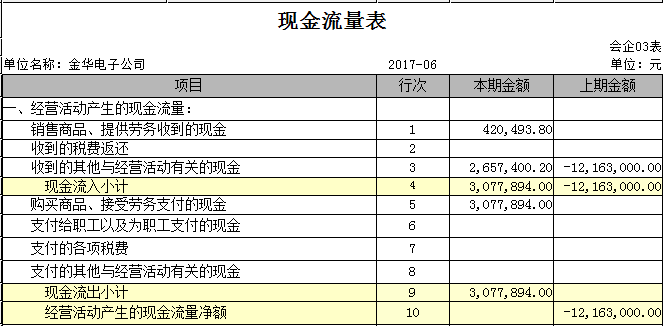 现金流量表
会企03表
单位名称：金华电子公司 2017-06 单位：元
项目 行次 本期金额 上期金额
一、经营活动产生的现金流量：
销售商品、提供劳务收到的现金 1 420,493.80
收到的税费返还 2
收到的其他与经营活动有关的现金 3 2,657,400.20 -12,163,000.00
现金流入小计 4 3,077,894.00 -12,163,000.00
购买商品、接受劳务支付的现金 5 3,077,894.00
支付给职工以及为职工支付的现金 6
支付的各项税费 7
支付的其他与经营活动有关的现金 8
现金流出小计 9 3,077,894.00
经营活动产生的现金流量净额 10 -12,163,000.00